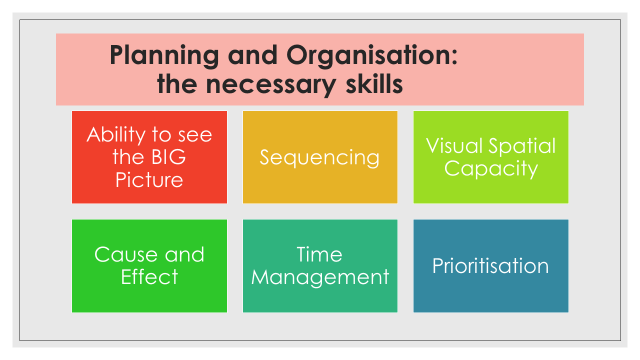 Planning and Organisation:
the necessary skills
Ability to see
the BIG
Picture
Sequencing
Visual Spatial
Capacity
Cause and
Effect
Time
Management
Prioritisation